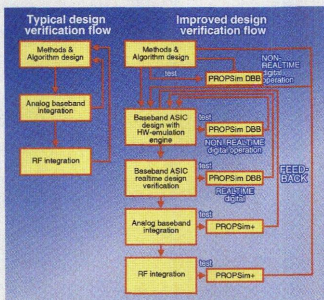 Typical design
verification flow
Methods &
Algorithm design
Analog baseband
integration
RF integration
Improved design
verification flow
Methods &
Algorithm design
NON-
REALTIME
digital
operation
test
PROPSim DBB
Baseband ASIC
design with
HW-emulation
engine
test
PROPSim DBB
NON-REALTIME
digital operation
Baseband ASIC
realtime design
verification
test
PROPSim DBB
REALTIME
digital
FEED-
BACK
Analog baseband
integration
test
PROPSim+
RF integration
test
PROPSim+